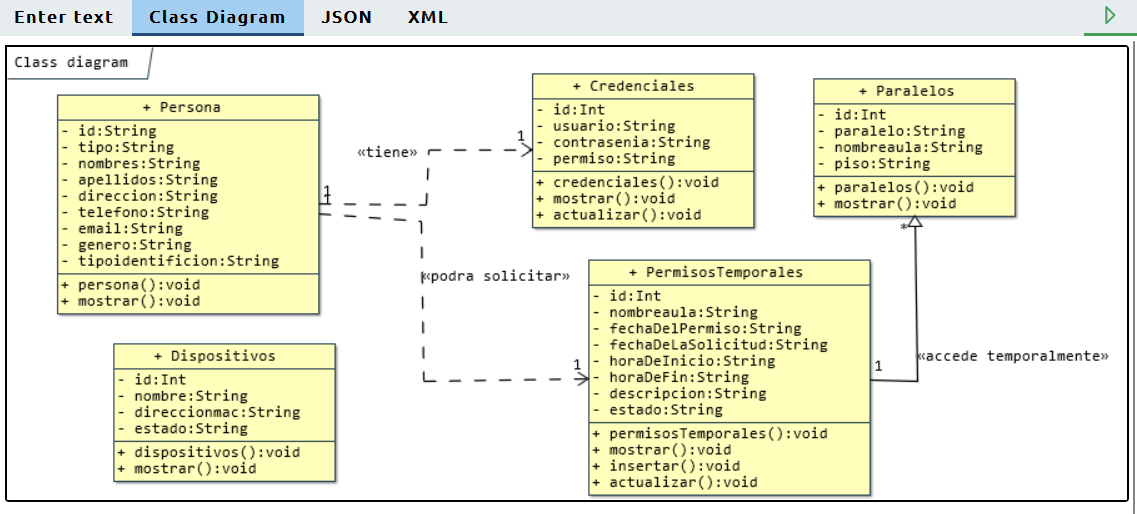 Enter text
Class Diagram
JSON
XML
Class diagram
+ Persona
- id:String
- tipo:String
- nombres:String
- apellidos:String
- direccion:String
- telefono:String
- email:String
- genero:String
- tipoidentificion:String
+ persona():void
+ mostrar():void
«tiene»
1
1
1
+ Credenciales
- id:Int
- usuario:String
- contrasenia:String
- permiso:String
+ credenciales():void
+ mostrar():void
+ actualizar():void
+ Paralelos
- id:Int
- paralelo:String
- nombreaula:String
- piso:String
+ paralelos():void
+ mostrar():void
*
«podra solicitar»
1
+ PermisosTemporales
- id:Int
- nombreaula:String
- fechaDelPermiso:String
- fechaDeLaSolicitud:String
- horaDeInicio:String
- horaDeFin:String
- descripcion:String
- estado:String
+ permisosTemporales():void
+ mostrar():void
+ insertar():void
+ actualizar():void
1
«accede temporalmente»
+ Dispositivos
- id:Int
- nombre:String
- direccionmac:String
- estado:String
+ dispositivos():void
+ mostrar():void